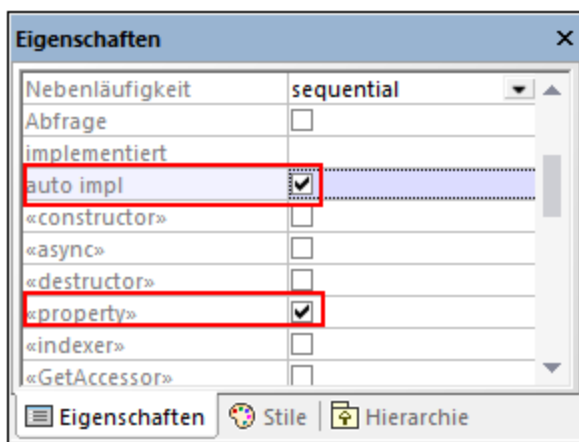 Eigenschaften
Nebenläufigkeit sequential
Abfrage
implementiert
auto impl
«constructor»
«async»
«destructor»
«property»
«indexer»
«GetAccessor»
Eigenschaften Stile Hierarchie